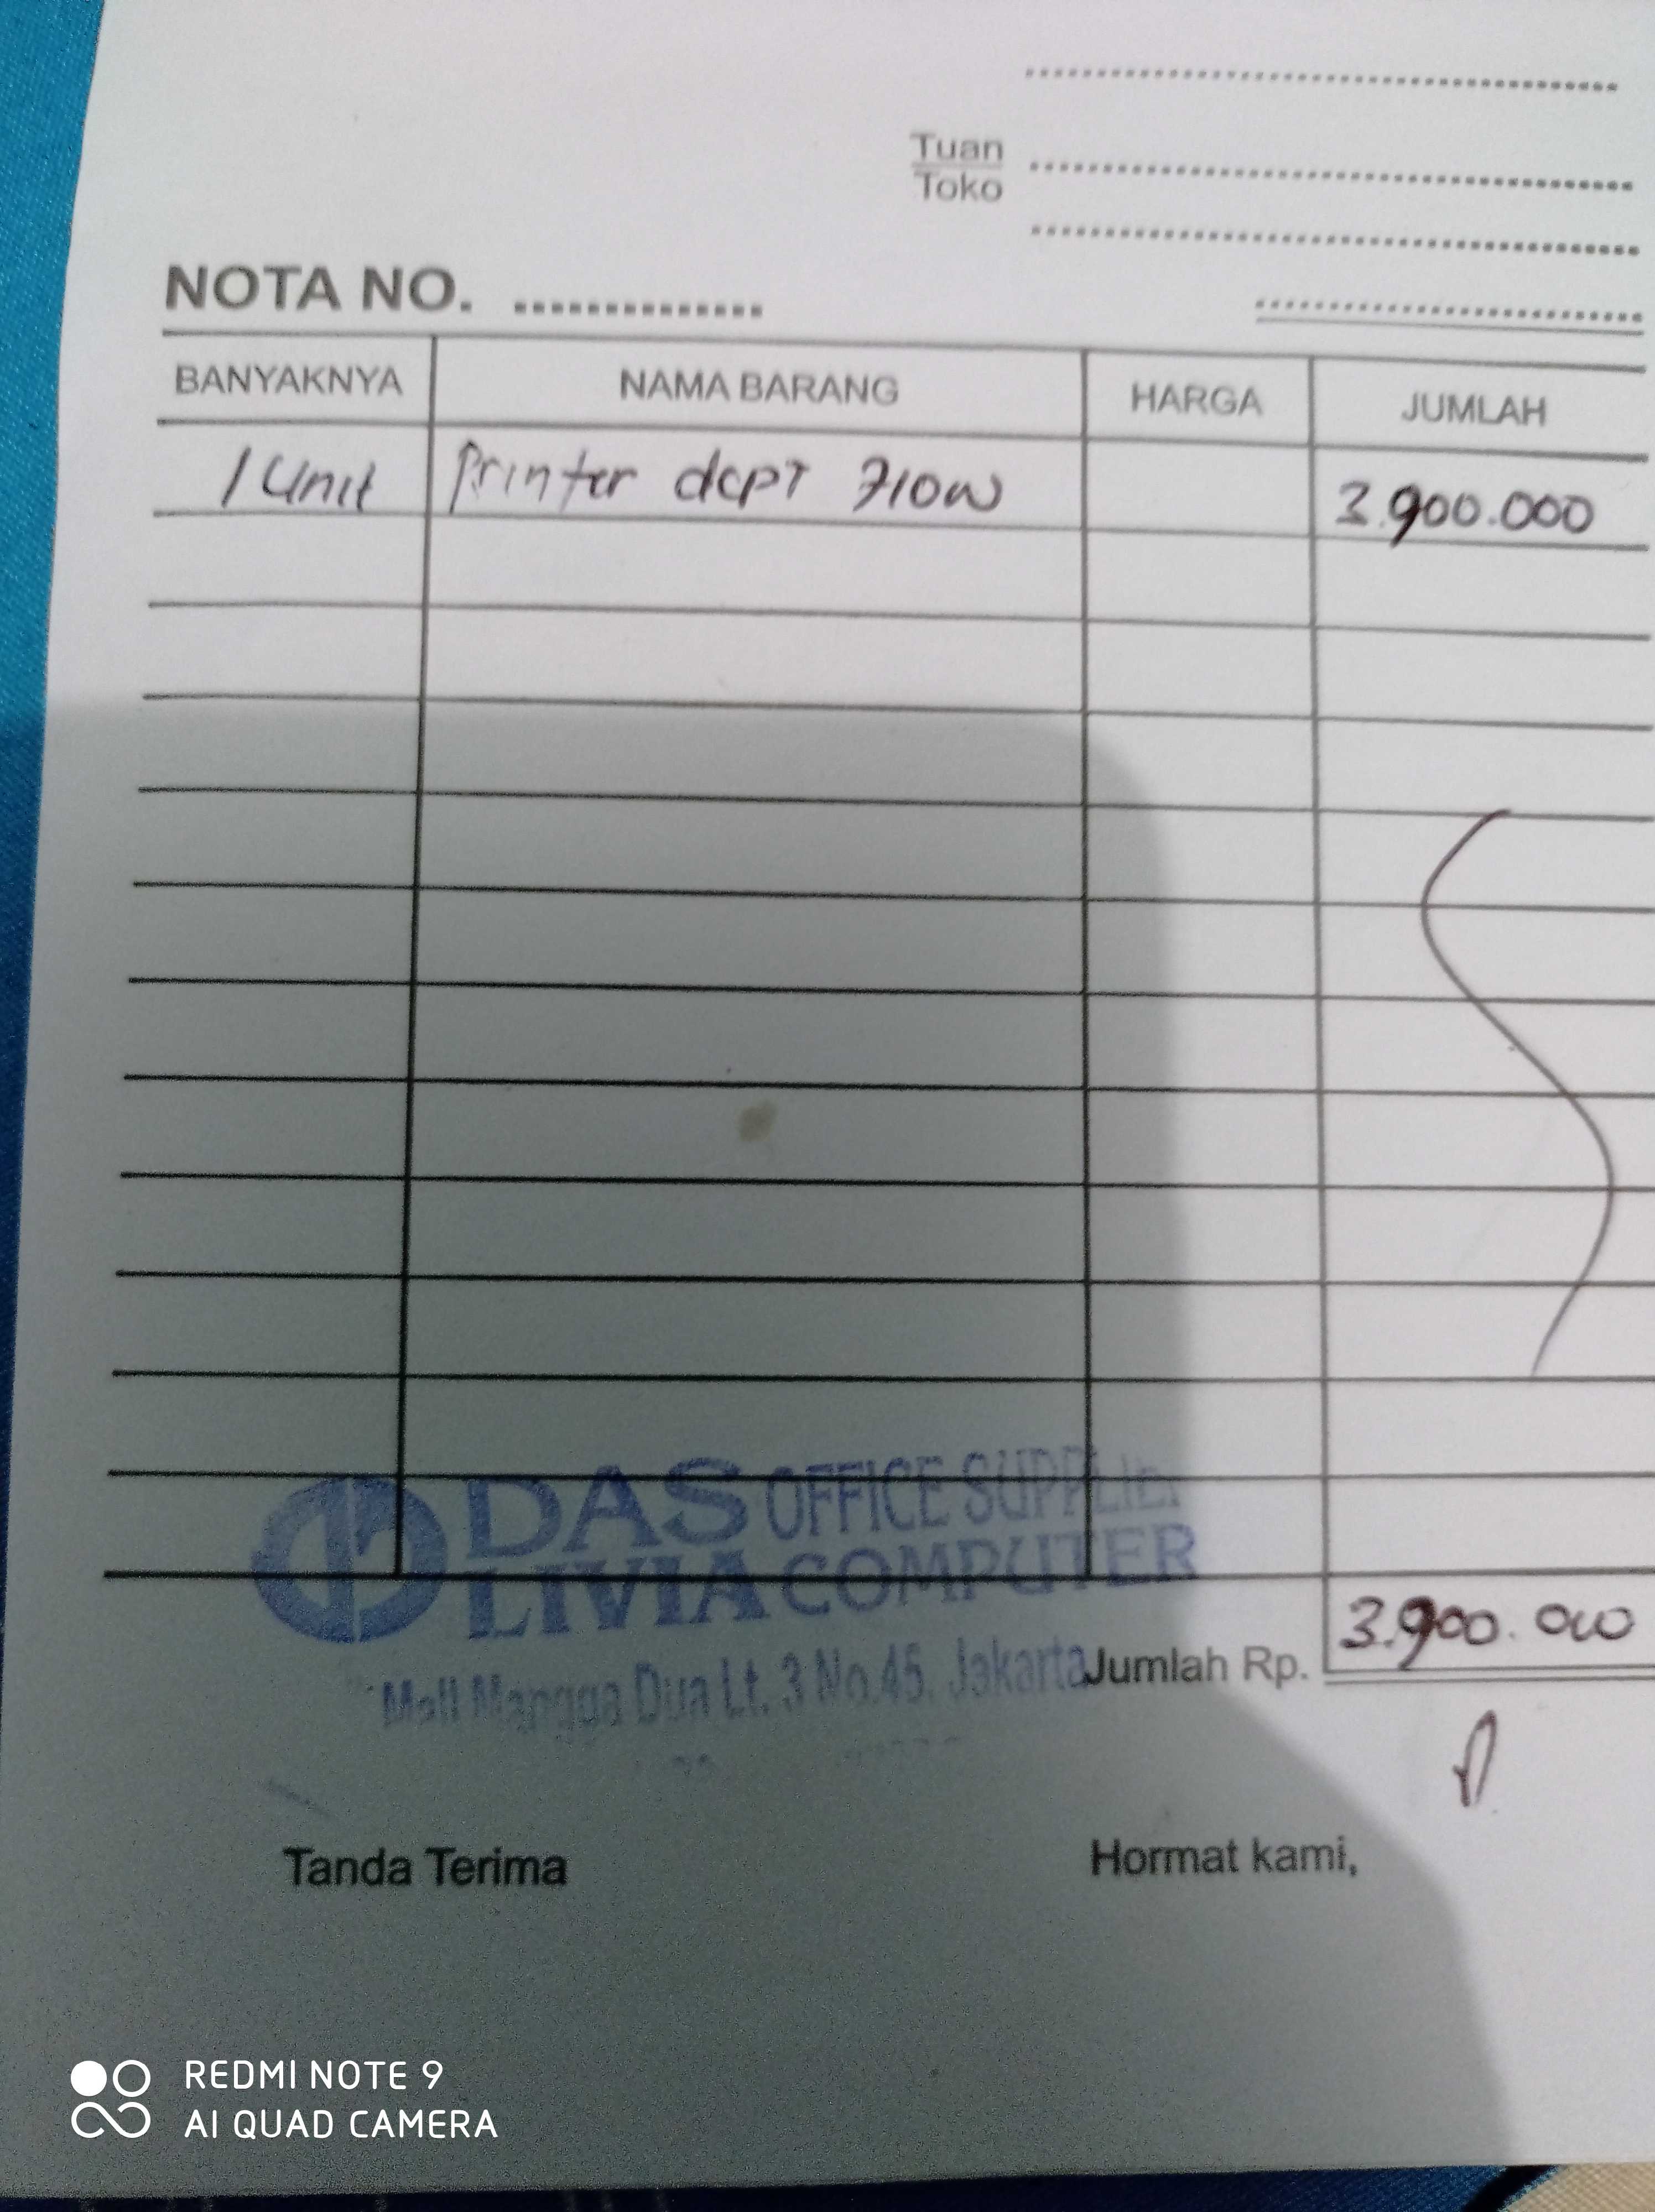 Tuan
Toko
NOTA NO. ..............
BANYAKNYA NAMA BARANG HARGA JUMLAH
1 Unit Printer dcpT 710W 3.900.000
DAS OFFICE SUPPLIER
LIVIA COMPUTER
Mall Mangga Dua Lt. 3 No.45. Jakarta
Jumlah Rp. 3.900.000
Tanda Terima Hormat kami,
REDMI NOTE 9
AI QUAD CAMERA